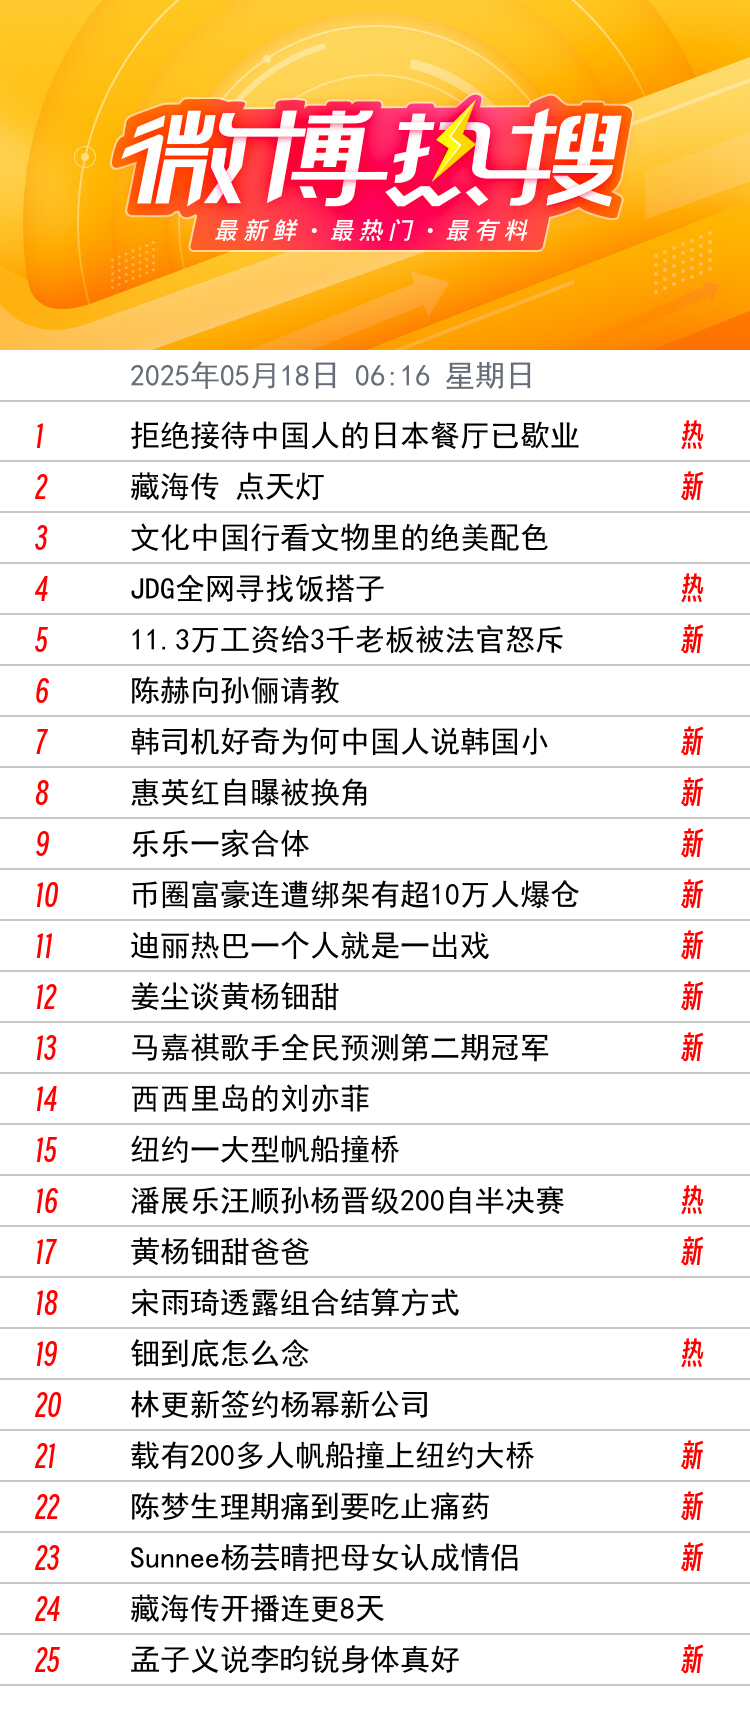 微博热搜
最新鲜·最热门·最有料
2025年05月18日 06:16 星期日
1 拒绝接待中国人的日本餐厅已歇业 热
2 藏海传 点天灯 新
3 文化中国行看文物里的绝美配色
4 JDG全网寻找饭搭子 热
5 11.3万工资给3千老板被法官怒斥 新
6 陈赫向孙俪请教
7 韩司机好奇为何中国人说韩国小 新
8 惠英红自曝被换角 新
9 乐乐一家合体 新
10 币圈富豪连遭绑架有超10万人爆仓 新
11 迪丽热巴一个人就是一出戏 新
12 姜尘谈黄杨钿甜 新
13 马嘉祺歌手全民预测第二期冠军 新
14 西西里岛的刘亦菲
15 纽约一大型帆船撞桥
16 潘展乐汪顺孙杨晋级200自半决赛 热
17 黄杨钿甜爸爸 新
18 宋雨琦透露组合结算方式
19 钿到底怎么念 热
20 林更新签约杨幂新公司
21 载有200多人帆船撞上纽约大桥 新
22 陈梦生理期痛到要吃止痛药 新
23 Sunnee杨芸晴把母女认成情侣 新
24 藏海传开播连更8天
25 孟子义说李昀锐身体真好 新